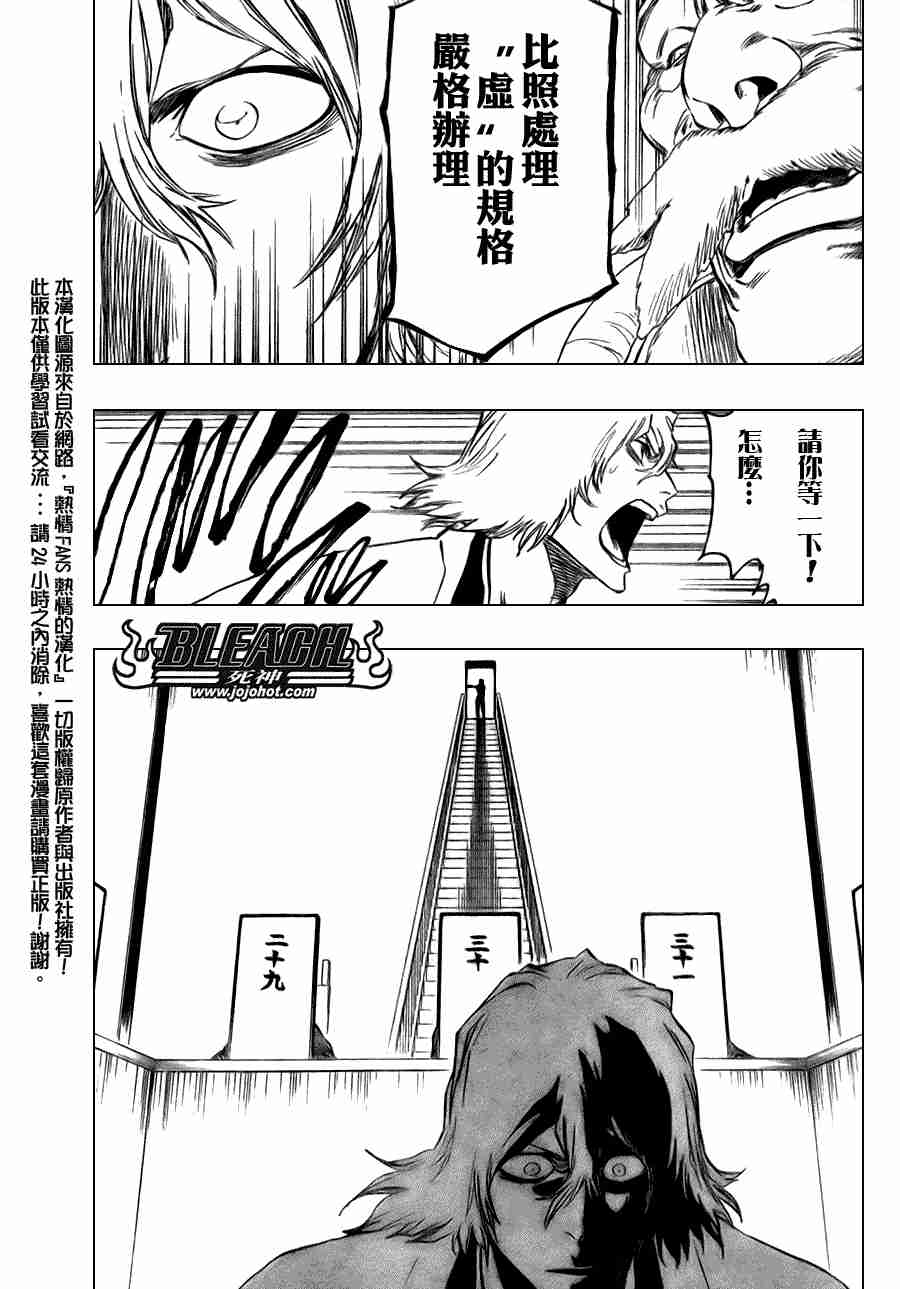 比照處理
"虛"的規格
嚴格辦理
請你等一下！
怎麼…
BLEACH
死神
www.jojohot.com
三十一
三十
二十九
本漢化圖源來自於網路，『熱情FANS 熱情的漢化』一切版權歸原作者與出版社擁有！
此版本僅供學習試看交流… 請 24 小時之內消除，喜歡這套漫畫請購買正版！謝謝。